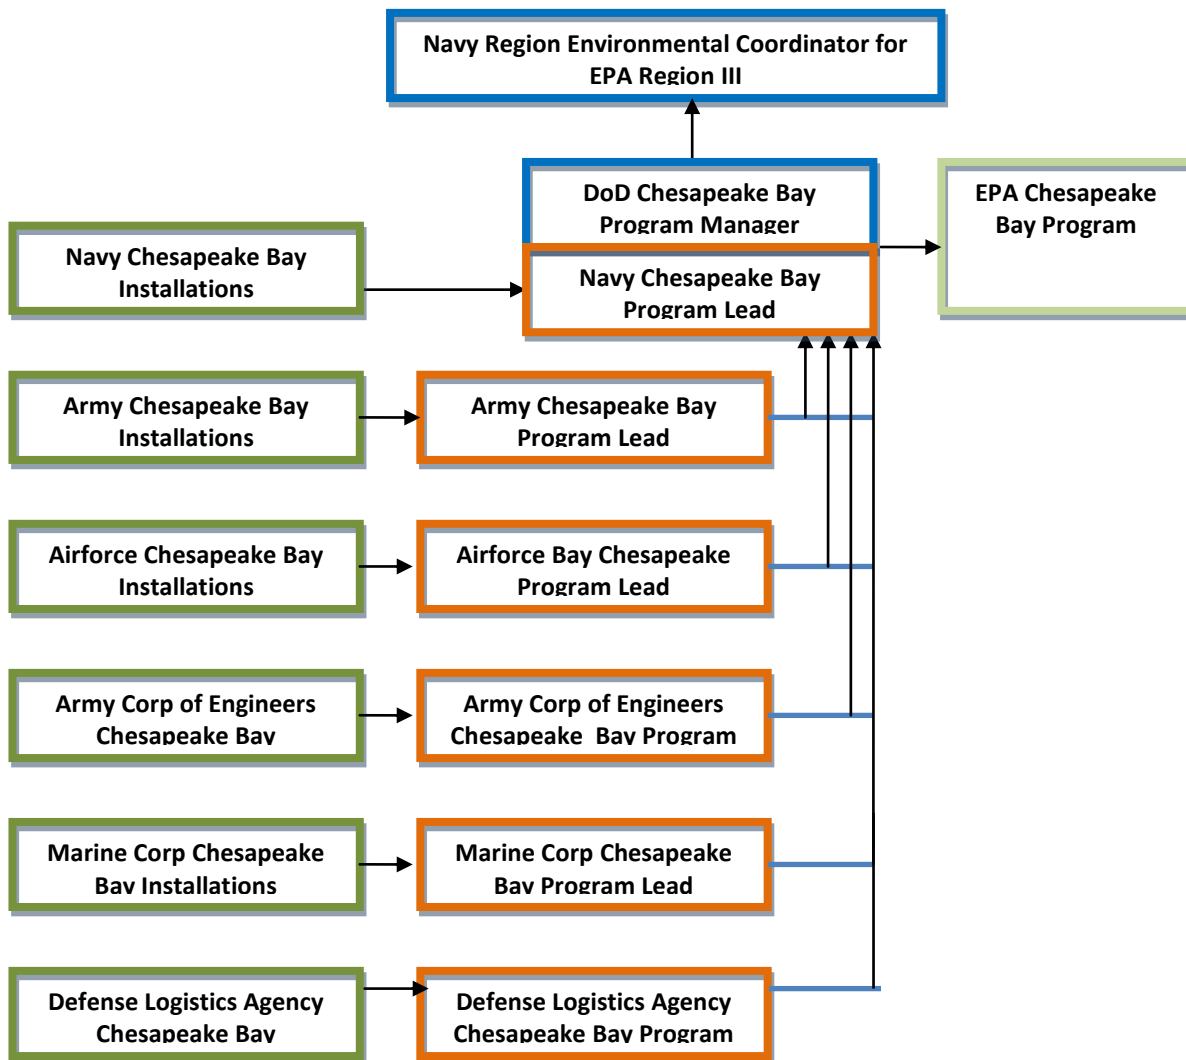 Navy Region Environmental Coordinator for
EPA Region III
DoD Chesapeake Bay
Program Manager
EPA Chesapeake
Bay Program
Navy Chesapeake Bay
Installations
Navy Chesapeake Bay
Program Lead
Army Chesapeake Bay
Installations
Army Chesapeake Bay
Program Lead
Airforce Chesapeake Bay
Installations
Airforce Bay Chesapeake
Program Lead
Army Corp of Engineers
Chesapeake Bay
Army Corp of Engineers
Chesapeake Bay Program
Marine Corp Chesapeake
Bay Installations
Marine Corp Chesapeake
Bay Program Lead
Defense Logistics Agency
Chesapeake Bay
Defense Logistics Agency
Chesapeake Bay Program